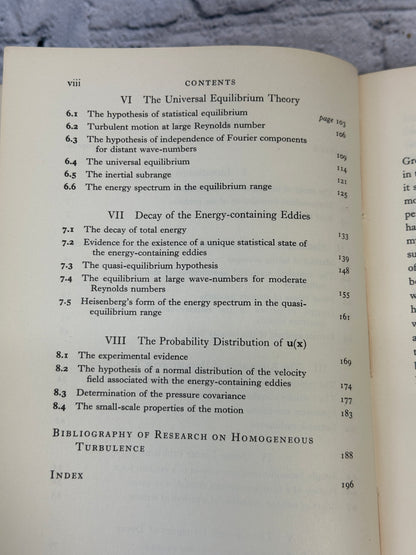 viii CONTENTS
VI The Universal Equilibrium Theory
6.1 The hypothesis of statistical equilibrium page 103
6.2 Turbulent motion at large Reynolds number 106
6.3 The hypothesis of independence of Fourier components
for distant wave-numbers 109
6.4 The universal equilibrium 114
6.5 The inertial subrange 121
6.6 The energy spectrum in the equilibrium range 125
VII Decay of the Energy-containing Eddies
7.1 The decay of total energy 133
7.2 Evidence for the existence of a unique statistical state of
the energy-containing eddies 139
7.3 The quasi-equilibrium hypothesis 148
7.4 The equilibrium at large wave-numbers for moderate
Reynolds numbers 155
7.5 Heisenberg's form of the energy spectrum in the quasi-
equilibrium range 161
VIII The Probability Distribution of u(x)
8.1 The experimental evidence 169
8.2 The hypothesis of a normal distribution of the velocity
field associated with the energy-containing eddies 174
8.3 Determination of the pressure covariance 177
8.4 The small-scale properties of the motion 183
BIBLIOGRAPHY OF RESEARCH ON HOMOGENEOUS
TURBULENCE 188
INDEX 196